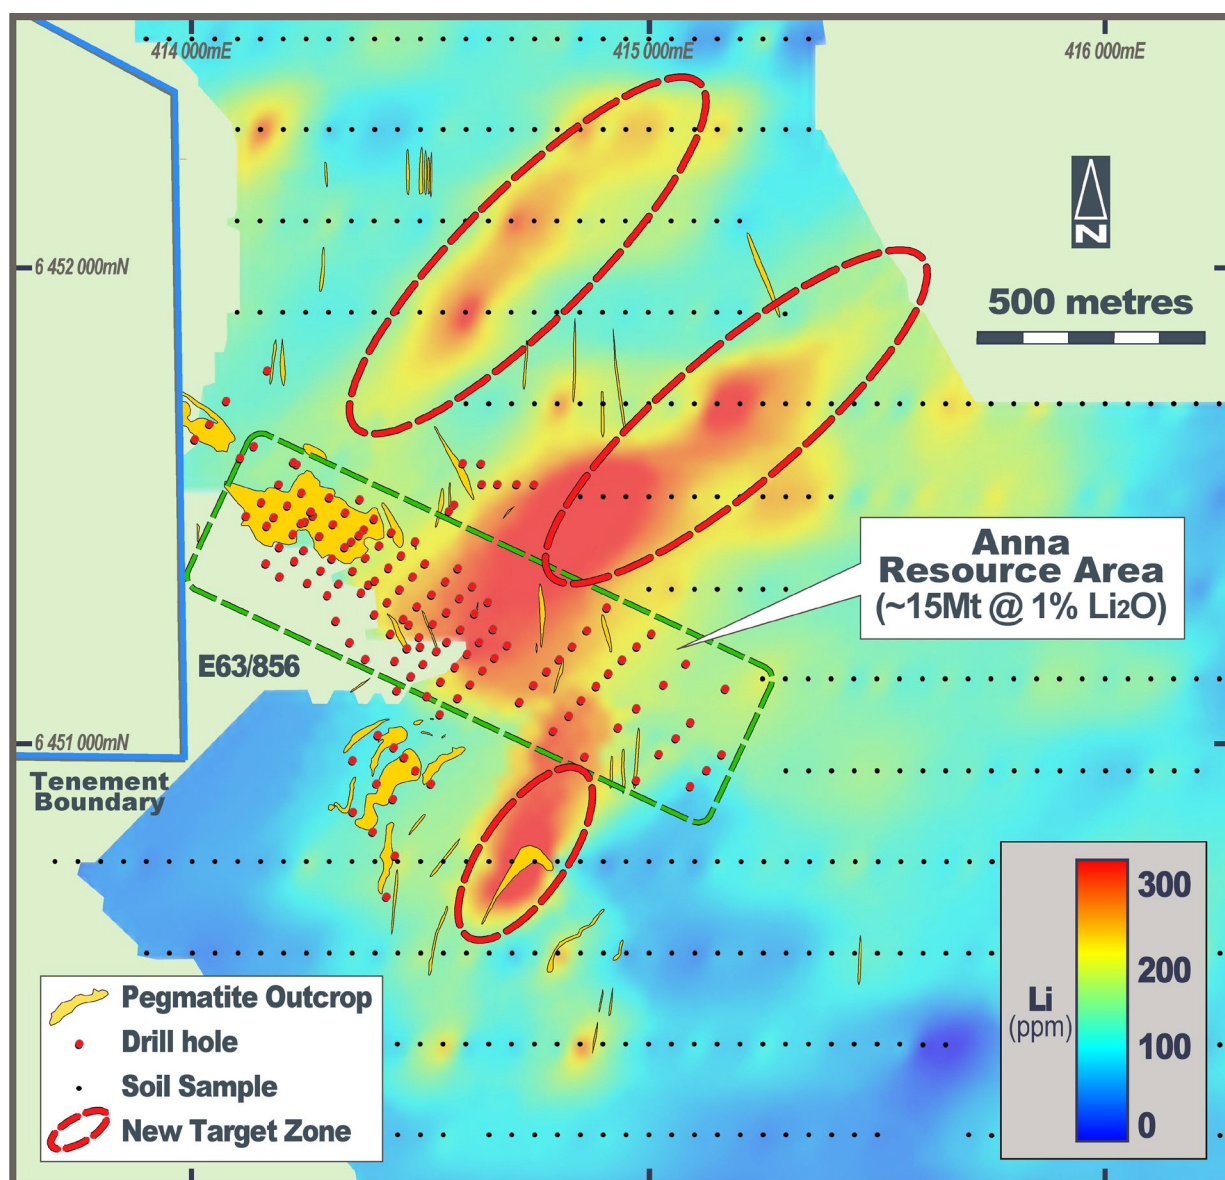 414 000mE
415 000mE
416 000mE
N
6 452 000mN
500 metres
Anna
Resource Area
(~15Mt @ 1% Li2O)
E63/856
6 451 000mN
Tenement
Boundary
Pegmatite Outcrop
Drill hole
Soil Sample
New Target Zone
Li
(ppm)
300
200
100
0